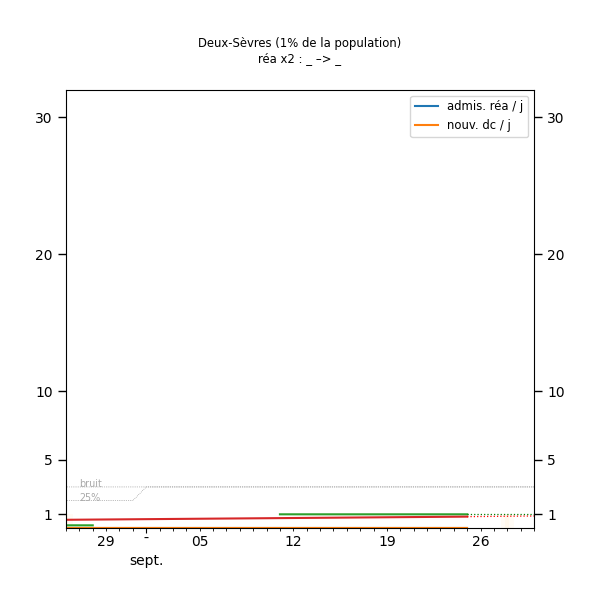 Deux-Sèvres (1% de la population)
réa x2 : _ –> _
admis. réa / j
nouv. dc / j
30 30
20 20
10 10
5 5
bruit
25%
1 1
29 - 05 12 19 26
sept.